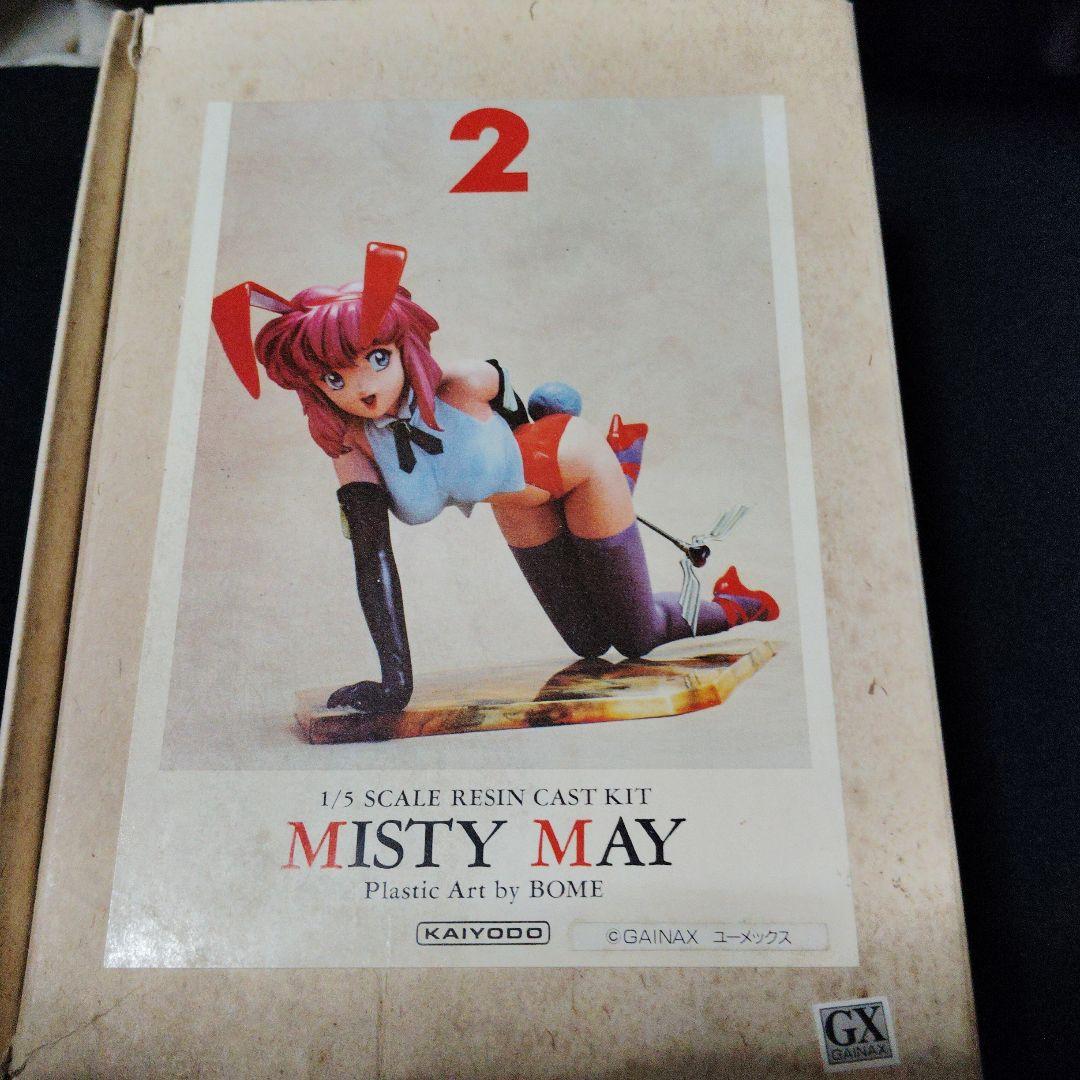 2
1/5 SCALE RESIN CAST KIT
MISTY MAY
Plastic Art by BOME
KAIYODO
©GAINAX ユーメックス
GX
GAINAX